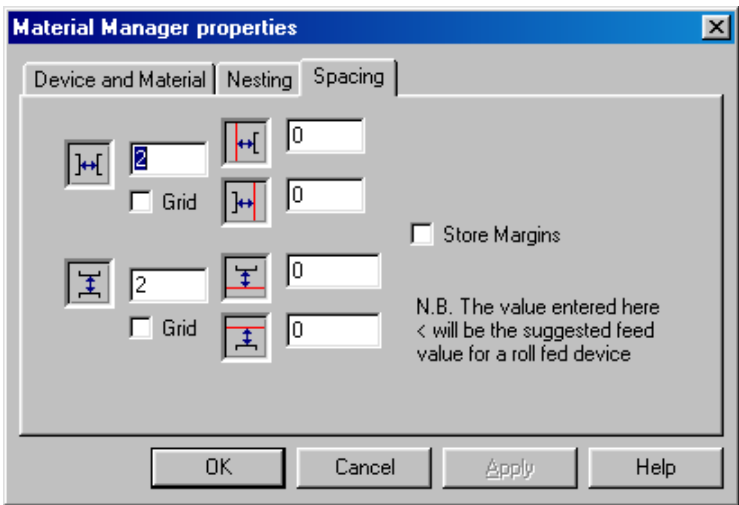 Material Manager properties
Device and Material Nesting Spacing
2 0
Grid 0
Store Margins
2 0
Grid 0
N.B. The value entered here
< will be the suggested feed
value for a roll fed device
OK Cancel Apply Help